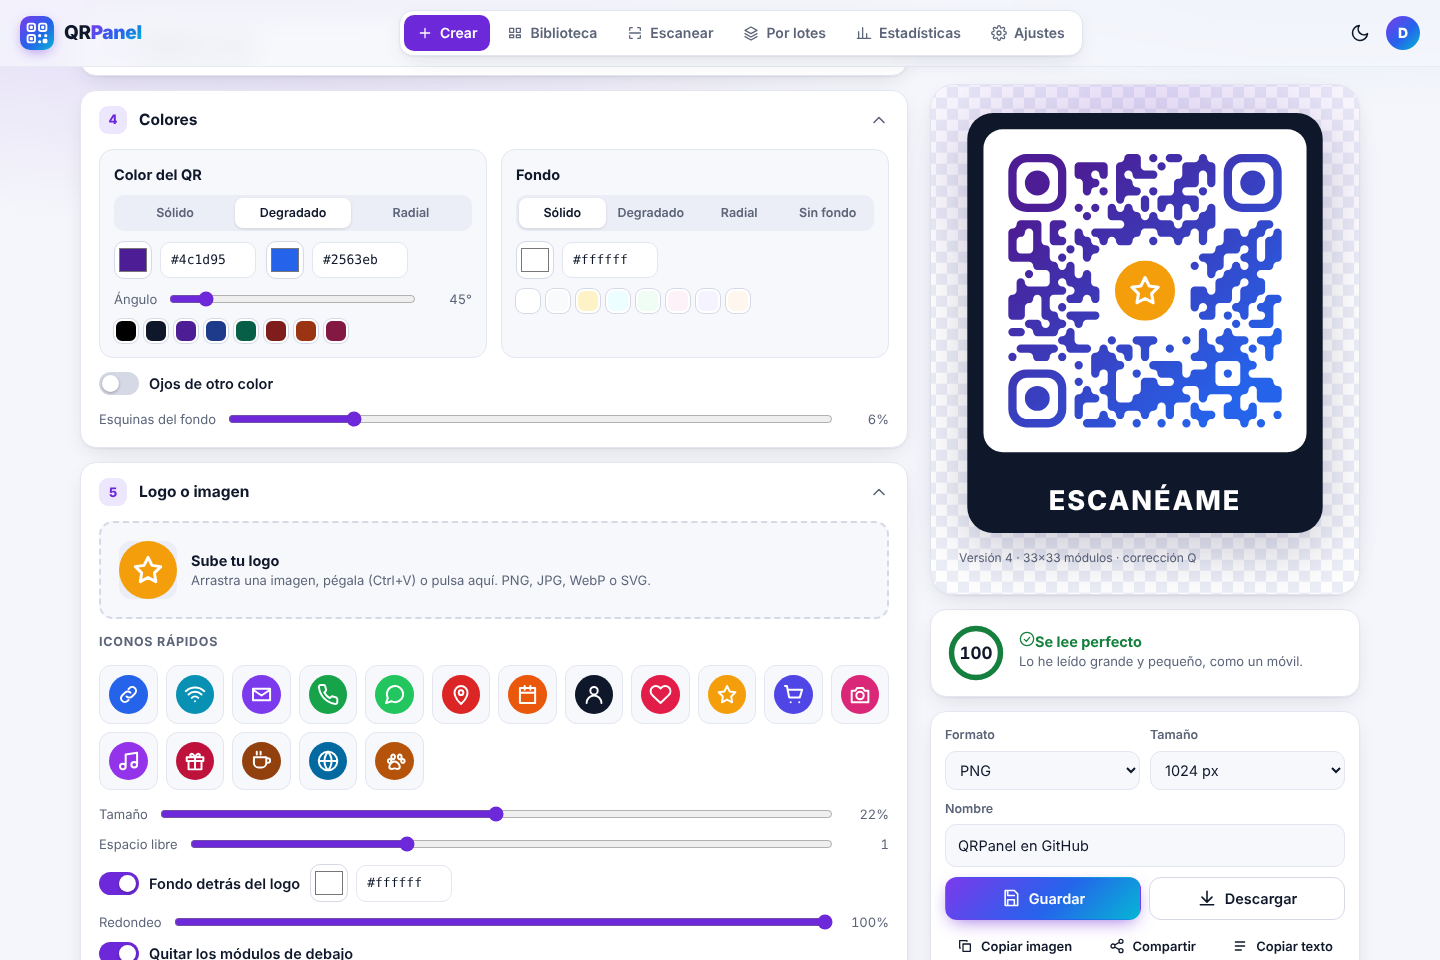 QRPanel
Crear
Biblioteca
Escanear
Por lotes
Estadísticas
Ajustes
D
4
Colores
Color del QR
Sólido
Degradado
Radial
#4c1d95
#2563eb
Ángulo
45°
Fondo
Sólido
Degradado
Radial
Sin fondo
#ffffff
Ojos de otro color
Esquinas del fondo
6%
5
Logo o imagen
Sube tu logo
Arrastra una imagen, pégala (Ctrl+V) o pulsa aquí. PNG, JPG, WebP o SVG.
ICONOS RÁPIDOS
Tamaño
22%
Espacio libre
1
Fondo detrás del logo
#ffffff
Redondeo
100%
Quitar los módulos de debajo
ESCANÉAME
Versión 4 · 33×33 módulos · corrección Q
100
Se lee perfecto
Lo he leído grande y pequeño, como un móvil.
Formato
Tamaño
PNG
1024 px
Nombre
QRPanel en GitHub
Guardar
Descargar
Copiar imagen
Compartir
Copiar texto